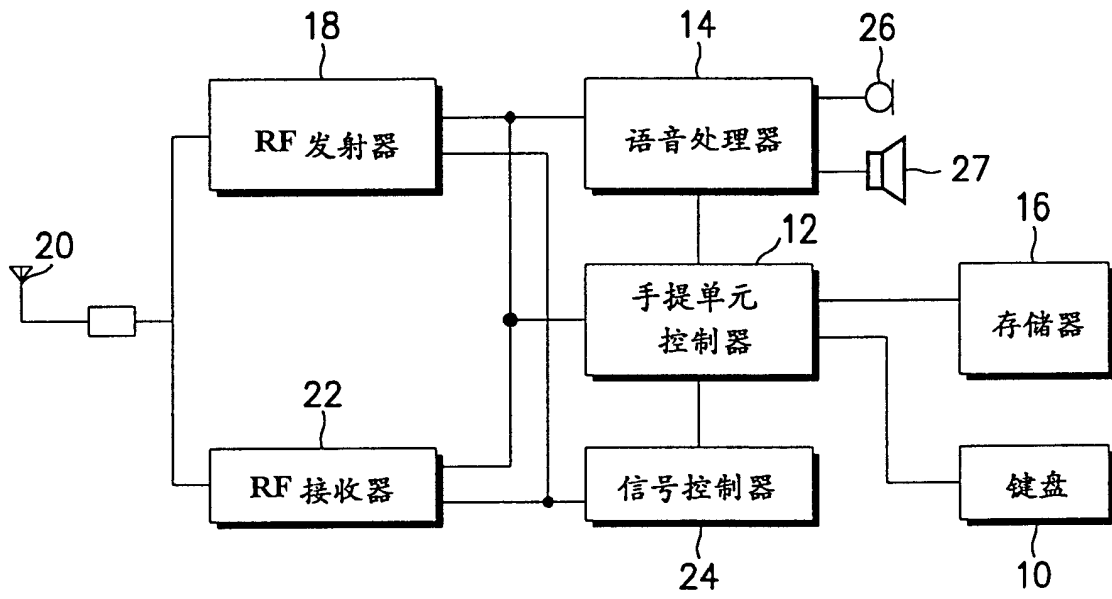 18
14
26
RF 发射器
语音处理器
27
20
12
16
手提单元
控制器
存储器
22
RF 接收器
信号控制器
键盘
24
10